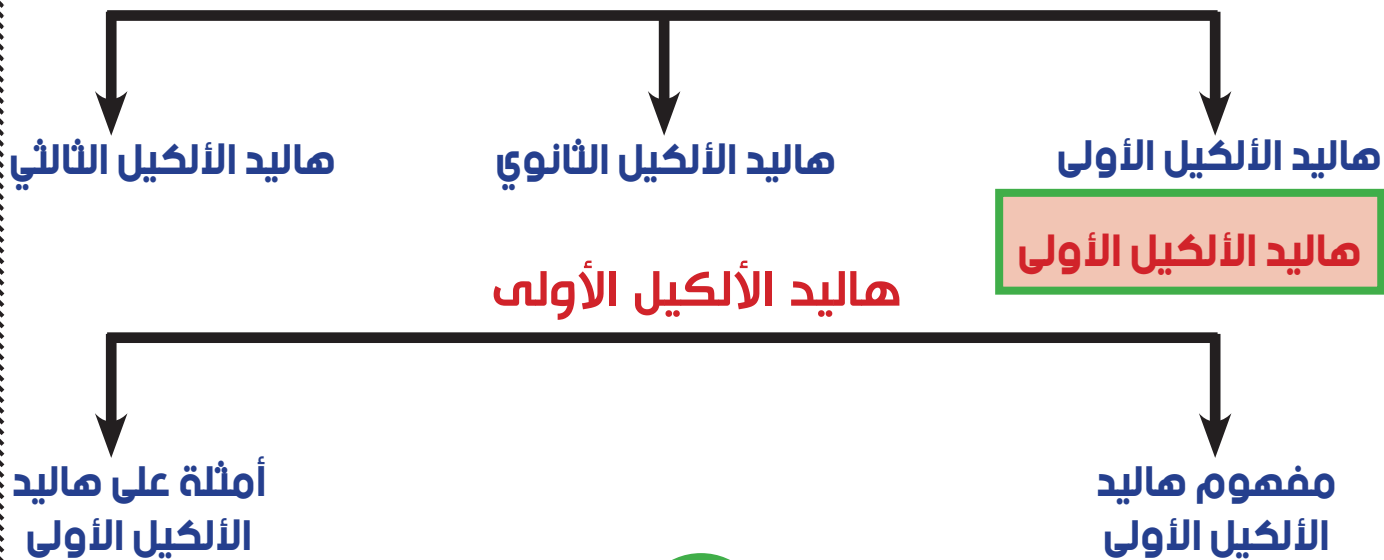 هاليد الألكيل الأولى
هاليد الألكيل الثانوي
هاليد الألكيل الثالثي
هاليد الألكيل الأولى
هاليد الألكيل الأولى
مفهوم هاليد
الألكيل الأولى
أمثلة على هاليد
الألكيل الأولى